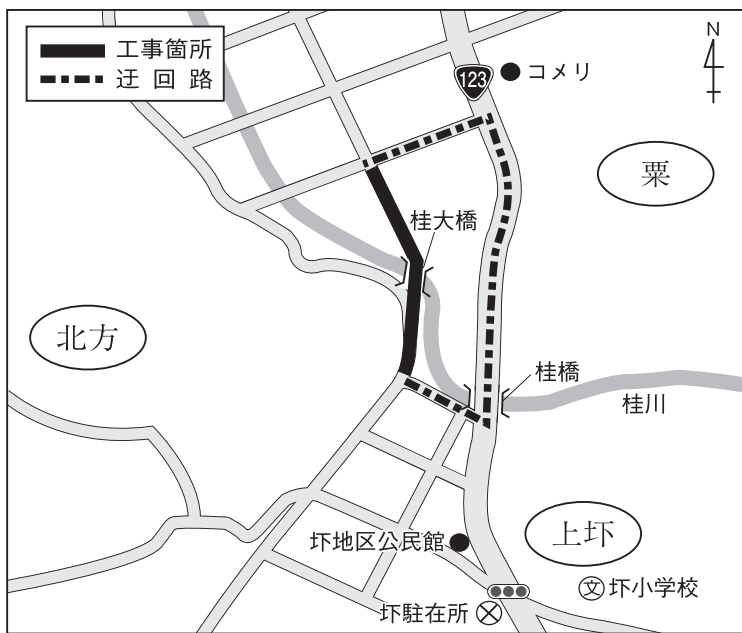 工事箇所
迂回路
N
123
コメリ
粟
桂大橋
北方
桂橋
桂川
圷地区公民館
上圷
文 圷小学校
圷駐在所